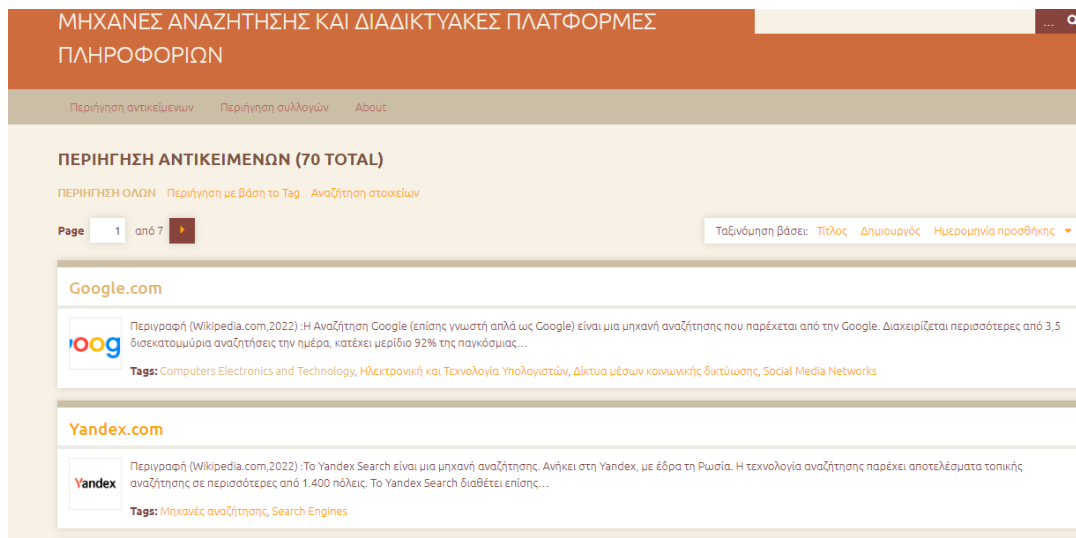 ΜΗΧΑΝΕΣ ΑΝΑΖΗΤΗΣΗΣ ΚΑΙ ΔΙΑΔΙΚΤΥΑΚΕΣ ΠΛΑΤΦΟΡΜΕΣ
ΠΛΗΡΟΦΟΡΙΩΝ
...
Περιήγηση αντικείμενων Περιήγηση συλλογών About
ΠΕΡΙΗΓΗΣΗ ΑΝΤΙΚΕΙΜΕΝΩΝ (70 TOTAL)
ΠΕΡΙΗΓΗΣΗ ΟΛΩΝ Περιήγηση με βάση το Tag Αναζήτηση στοιχείων
Page 1 από 7
Ταξινόμηση βάσει: Τίτλος Δημιουργός Ημερομηνία προσθήκης
Google.com
oog
Περιγραφή (Wikipedia.com,2022) :Η Αναζήτηση Google (επίσης γνωστή απλά ως Google) είναι μια μηχανή αναζήτησης που παρέχεται από την Google. Διαχειρίζεται περισσότερες από 3,5
δισεκατομμύρια αναζητήσεις την ημέρα, κατέχει μερίδιο 92% της παγκόσμιας…
Tags: Computers Electronics and Technology, Ηλεκτρονική και Τεχνολογία Υπολογιστών, Δίκτυα μέσων κοινωνικής δικτύωσης, Social Media Networks
Yandex.com
Yandex
Περιγραφή (Wikipedia.com,2022) :Το Yandex Search είναι μια μηχανή αναζήτησης. Ανήκει στη Yandex, με έδρα τη Ρωσία. Η τεχνολογία αναζήτησης παρέχει αποτελέσματα τοπικής
αναζήτησης σε περισσότερες από 1.400 πόλεις. Το Yandex Search διαθέτει επίσης…
Tags: Μηχανές αναζήτησης, Search Engines